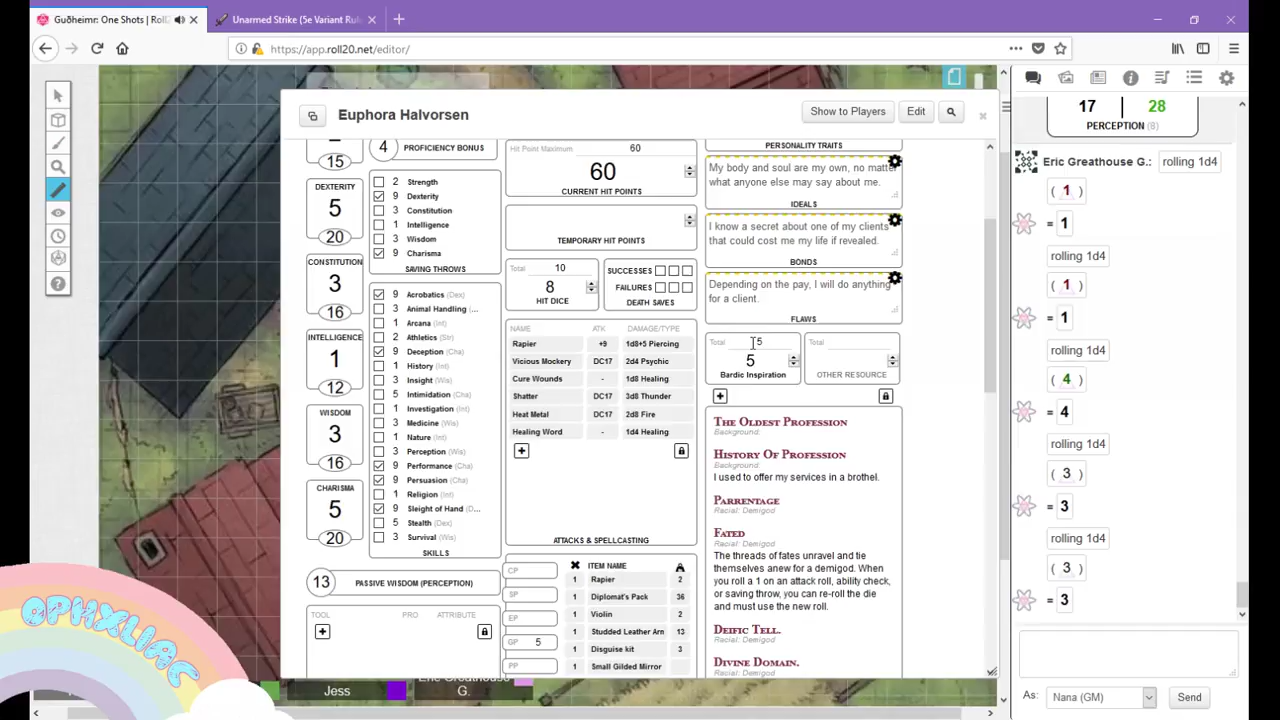 Guðheimr: One Shots | Roll2
Unarmed Strike (5e Variant Rul
https://app.roll20.net/editor/
Euphora Halvorsen
Show to Players
Edit
15
4
PROFICIENCY BONUS
DEXTERITY
5
20
CONSTITUTION
3
16
INTELLIGENCE
1
12
WISDOM
3
16
CHARISMA
5
20
2 Strength
9 Dexterity
3 Constitution
1 Intelligence
3 Wisdom
9 Charisma
SAVING THROWS
9 Acrobatics (Dex)
3 Animal Handling (...
1 Arcana (Int)
2 Athletics (Str)
9 Deception (Cha)
1 History (Int)
3 Insight (Wis)
5 Intimidation (Cha)
1 Investigation (Int)
3 Medicine (Wis)
1 Nature (Int)
3 Perception (Wis)
9 Performance (Cha)
9 Persuasion (Cha)
1 Religion (Int)
9 Sleight of Hand (D...
5 Stealth (Dex)
3 Survival (Wis)
SKILLS
13
PASSIVE WISDOM (PERCEPTION)
TOOL PRO ATTRIBUTE
Hit Point Maximum 60
60
CURRENT HIT POINTS
TEMPORARY HIT POINTS
Total 10
8
HIT DICE
SUCCESSES
FAILURES
DEATH SAVES
NAME ATK DAMAGE/TYPE
Rapier +9 1d8+5 Piercing
Vicious Mockery DC17 2d4 Psychic
Cure Wounds - 1d8 Healing
Shatter DC17 3d8 Thunder
Heat Metal DC17 2d8 Fire
Healing Word - 1d4 Healing
ATTACKS & SPELLCASTING
CP
SP
EP
GP 5
PP
ITEM NAME
1 Rapier 2
1 Diplomat's Pack 36
1 Violin 2
1 Studded Leather Arn 13
1 Disguise kit 3
1 Small Gilded Mirror
PERSONALITY TRAITS
My body and soul are my own, no matter
what anyone else may say about me.
IDEALS
I know a secret about one of my clients
that could cost me my life if revealed.
BONDS
Depending on the pay, I will do anything
for a client.
FLAWS
Total 5
5
Bardic Inspiration
Total
OTHER RESOURCE
THE OLDEST PROFESSION
Background:
HISTORY OF PROFESSION
Background:
I used to offer my services in a brothel.
PARRENTAGE
Racial: Demigod
FATED
Racial: Demigod
The threads of fates unravel and tie
themselves anew for a demigod. When
you roll a 1 on an attack roll, ability check,
or saving throw, you can re-roll the die
and must use the new roll.
DEIFIC TELL.
Racial: Demigod
DIVINE DOMAIN.
Racial: Demigod
17 28
PERCEPTION (8)
Eric Greathouse G.: rolling 1d4
( 1 )
= 1
rolling 1d4
( 1 )
= 1
rolling 1d4
( 4 )
= 4
rolling 1d4
( 3 )
= 3
rolling 1d4
( 3 )
= 3
As: Nana (GM)
Send
OPHXLIAC
Jess
Eric Greathouse
G.